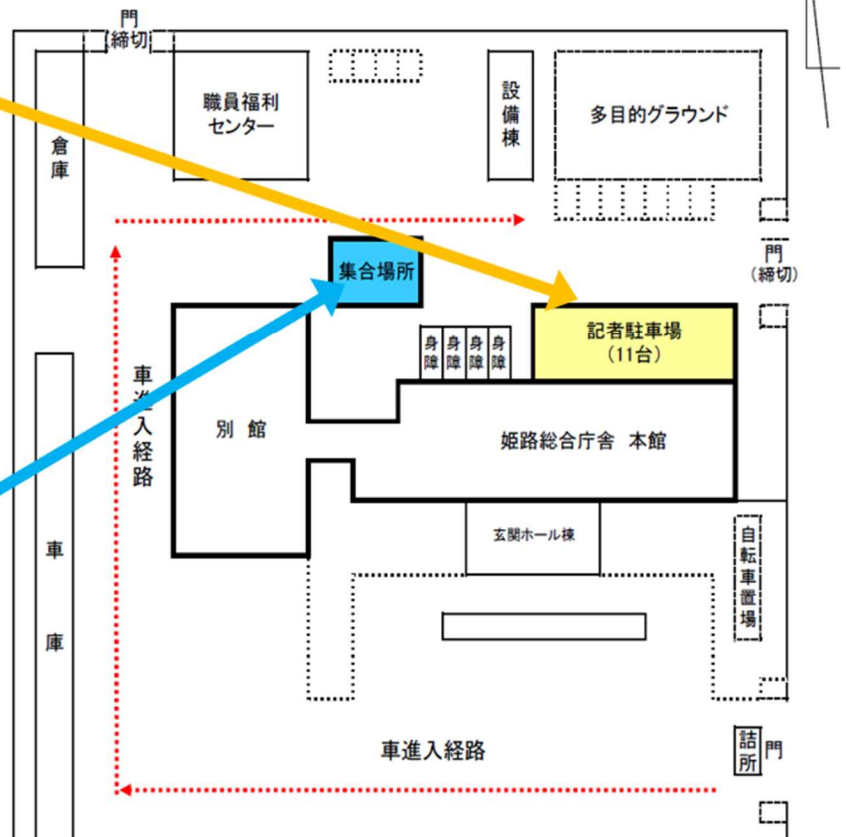 門
(締切)
職員福利
センター
設備棟
多目的グラウンド
倉庫
門
(締切)
集合場所
記者駐車場
(11台)
身障
身障
身障
身障
車進入経路
別 館
姫路総合庁舎 本館
玄関ホール棟
自転車置場
車庫
車進入経路
詰所
門